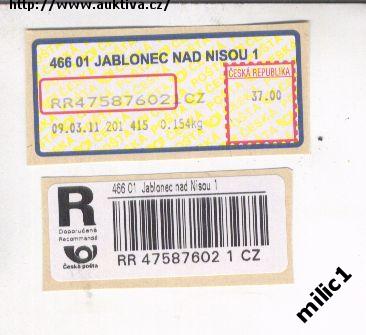 http://www.auktiva.cz/
466 01 JABLONEC NAD NISOU 1
ČESKÁ REPUBLIKA
RR47587602 CZ
37.00
09.03.11 201 415 0.154kg
R
466 01 Jablonec nad Nisou 1
Doporučeně
Recommandé
Česká pošta
RR 47587602 1 CZ
milic1